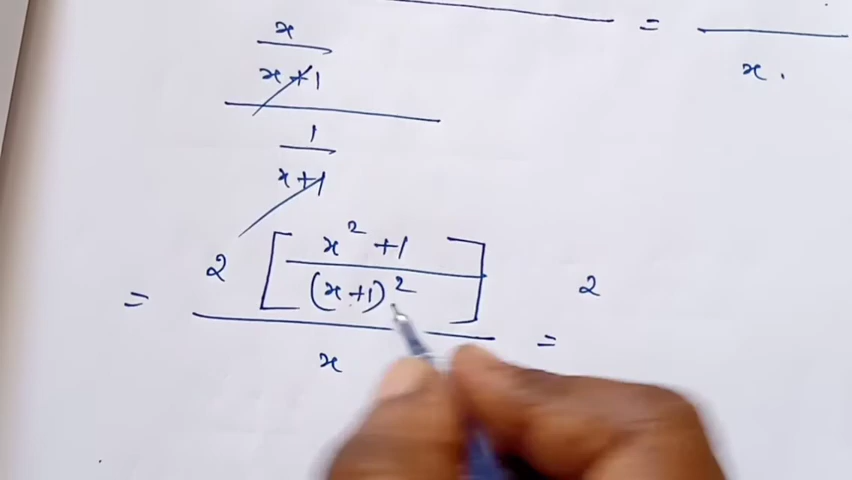 x
x+1 = x.
1
x+1
= 2 [ x²+1 / (x+1)² ] / x = 2